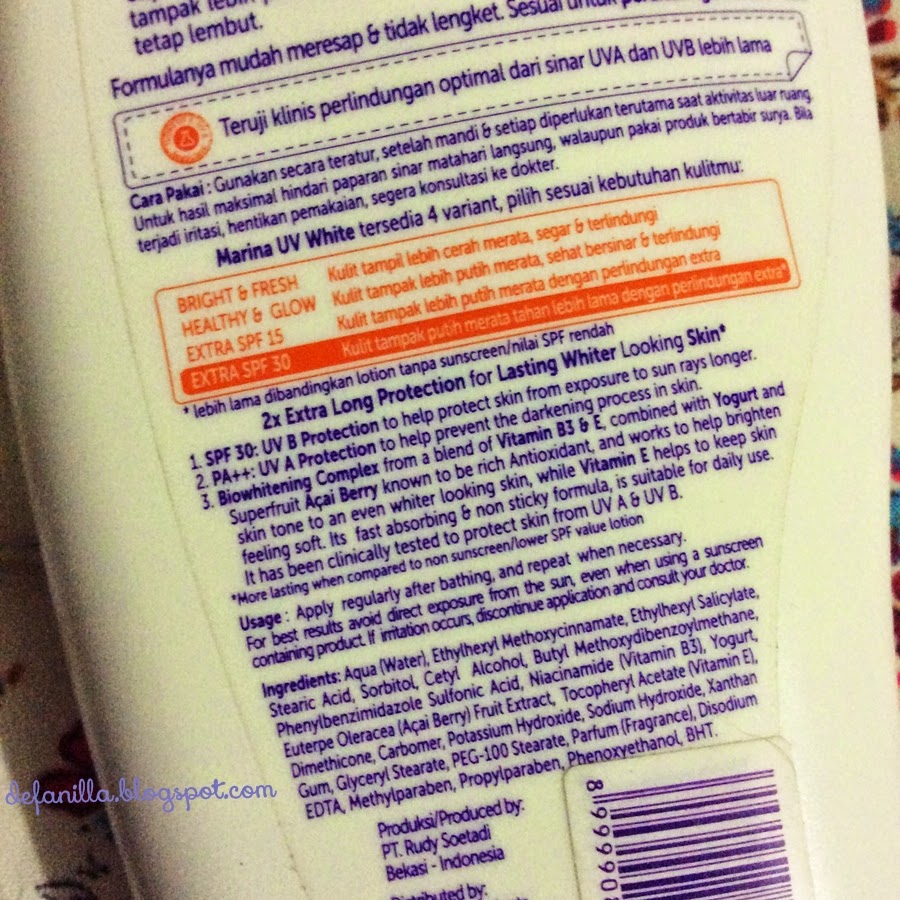 tampak lebih
tetap lembut.
Formulanya mudah meresap & tidak lengket. Sesuai untuk
Teruji klinis perlindungan optimal dari sinar UVA dan UVB lebih lama
Cara Pakai : Gunakan secara teratur, setelah mandi & setiap diperlukan terutama saat aktivitas luar ruang.
Untuk hasil maksimal hindari paparan sinar matahari langsung, walaupun pakai produk bertabir surya. Bila
terjadi iritasi, hentikan pemakaian, segera konsultasi ke dokter.
Marina UV White tersedia 4 variant, pilih sesuai kebutuhan kulitmu:
BRIGHT & FRESH Kulit tampil lebih cerah merata, segar & terlindungi
HEALTHY & GLOW Kulit tampak lebih putih merata, sehat bersinar & terlindungi
EXTRA SPF 15 Kulit tampak lebih putih merata dengan perlindungan extra
EXTRA SPF 30 Kulit tampak putih merata tahan lebih lama dengan perlindungan extra*
* lebih lama dibandingkan lotion tanpa sunscreen/nilai SPF rendah
2x Extra Long Protection for Lasting Whiter Looking Skin*
1. SPF 30: UV B Protection to help protect skin from exposure to sun rays longer.
2. PA++: UV A Protection to help prevent the darkening process in skin.
3. Biowhitening Complex from a blend of Vitamin B3 & E, combined with Yogurt and
Superfruit Açai Berry known to be rich Antioxidant, and works to help brighten
skin tone to an even whiter looking skin, while Vitamin E helps to keep skin
feeling soft. Its fast absorbing & non sticky formula, is suitable for daily use.
It has been clinically tested to protect skin from UV A & UV B.
*More lasting when compared to non sunscreen/lower SPF value lotion
Usage : Apply regularly after bathing, and repeat when necessary.
For best results avoid direct exposure from the sun, even when using a sunscreen
containing product. If irritation occurs, discontinue application and consult your doctor.
Ingredients: Aqua (Water), Ethylhexyl Methoxycinnamate, Ethylhexyl Salicylate,
Stearic Acid, Sorbitol, Cetyl Alcohol, Butyl Methoxydibenzoylmethane,
Phenylbenzimidazole Sulfonic Acid, Niacinamide (Vitamin B3), Yogurt,
Euterpe Oleracea (Açai Berry) Fruit Extract, Tocopheryl Acetate (Vitamin E),
Dimethicone, Carbomer, Potassium Hydroxide, Sodium Hydroxide, Xanthan
Gum, Glyceryl Stearate, PEG-100 Stearate, Parfum (Fragrance), Disodium
EDTA, Methylparaben, Propylparaben, Phenoxyethanol, BHT.
defanilla.blogspot.com
Produksi/Produced by:
PT. Rudy Soetadi
Bekasi - Indonesia
Distributed by:
8 99990